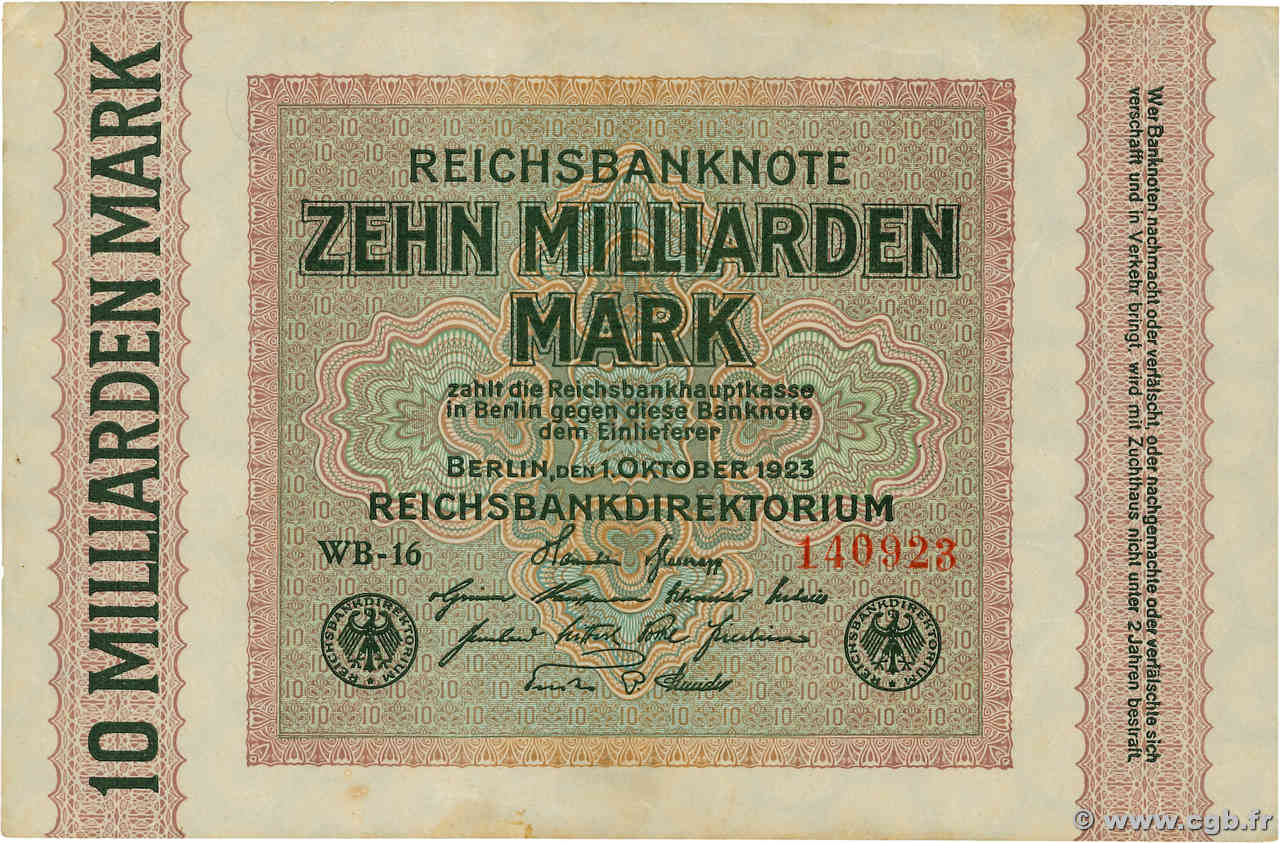 10 MILLIARDEN MARK
REICHSBANKNOTE
ZEHN MILLIARDEN
MARK
zahlt die Reichsbankhauptkasse
in Berlin gegen diese Banknote
dem Einlieferer
BERLIN, DEN 1. OKTOBER 1923
REICHSBANKDIREKTORIUM
WB-16
140923
REICHSBANKDIREKTORIUM
REICHSBANKDIREKTORIUM
Wer Banknoten nachmacht oder verfälscht, oder nachgemachte oder verfälschte sich
verschafft und in Verkehr bringt, wird mit Zuchthaus nicht unter 2 Jahren bestraft.
© www.cgb.fr